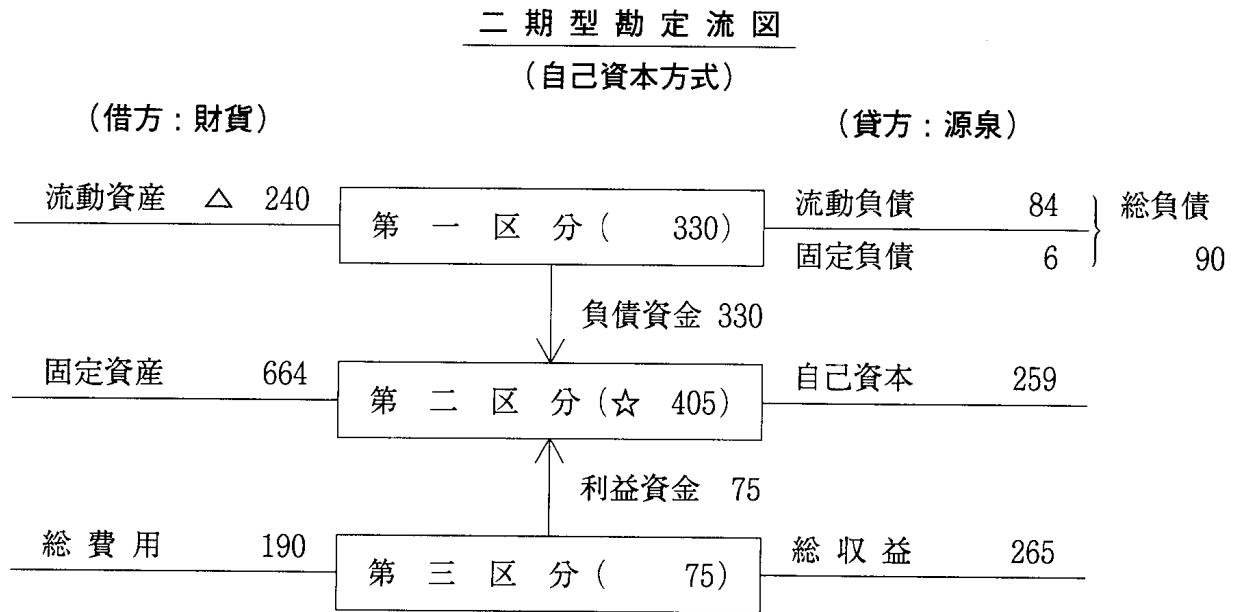 二期型勘定流図
(自己資本方式)
(借方:財貨) (貸方:源泉)
流動資産 △ 240 第一区分( 330) 流動負債 84 総負債
固定負債 6 90
負債資金 330
固定資産 664 第二区分(☆ 405) 自己資本 259
利益資金 75
総費用 190 第三区分( 75) 総収益 265